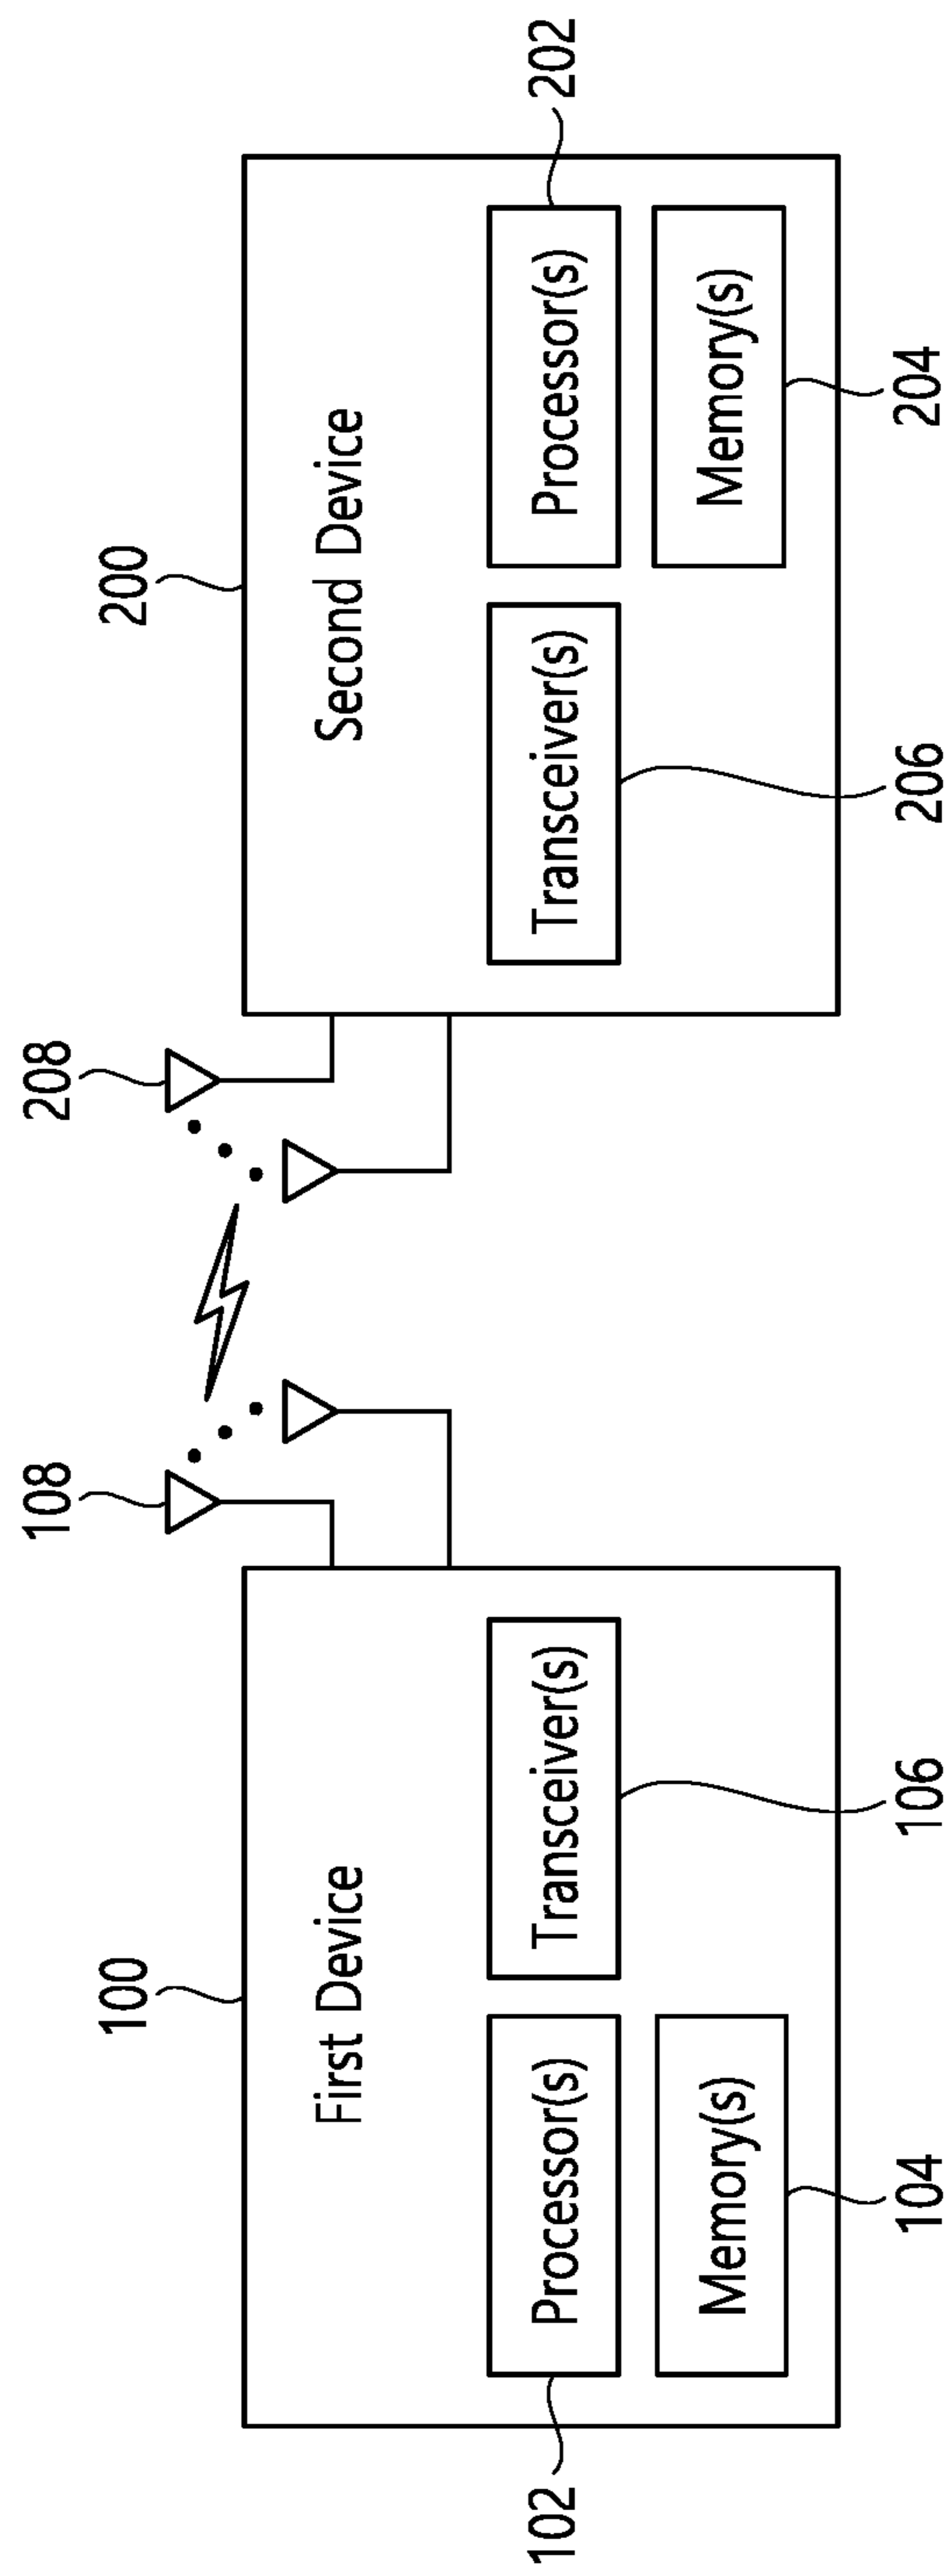 100
First Device
Processor(s)
102
Memory(s)
104
Transceiver(s)
106
108
208
200
Second Device
Transceiver(s)
206
Processor(s)
202
Memory(s)
204